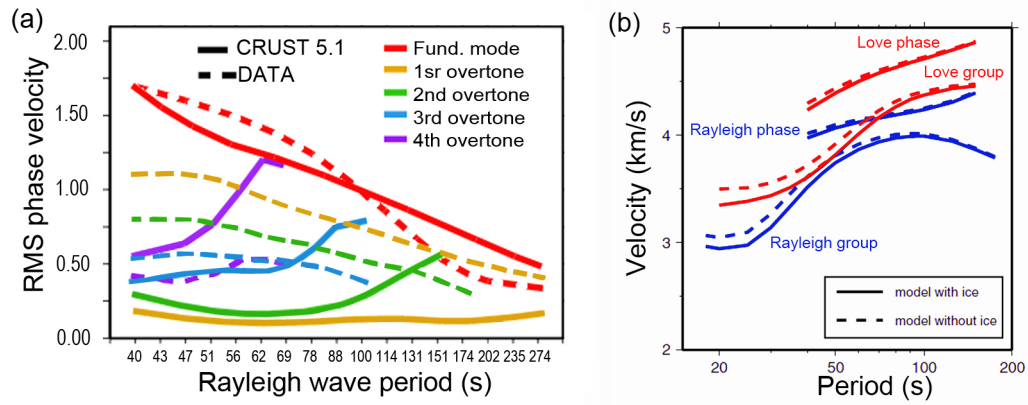 (a)
2.00
1.50
1.00
0.50
0.00
RMS phase velocity
CRUST 5.1
DATA
Fund. mode
1sr overtone
2nd overtone
3rd overtone
4th overtone
40 43 47 51 56 62 69 78 88 100 114 131 151 174 202 235 274
Rayleigh wave period (s)
(b)
5
4
3
2
Velocity (km/s)
Love phase
Love group
Rayleigh phase
Rayleigh group
model with ice
model without ice
20 50 100 200
Period (s)